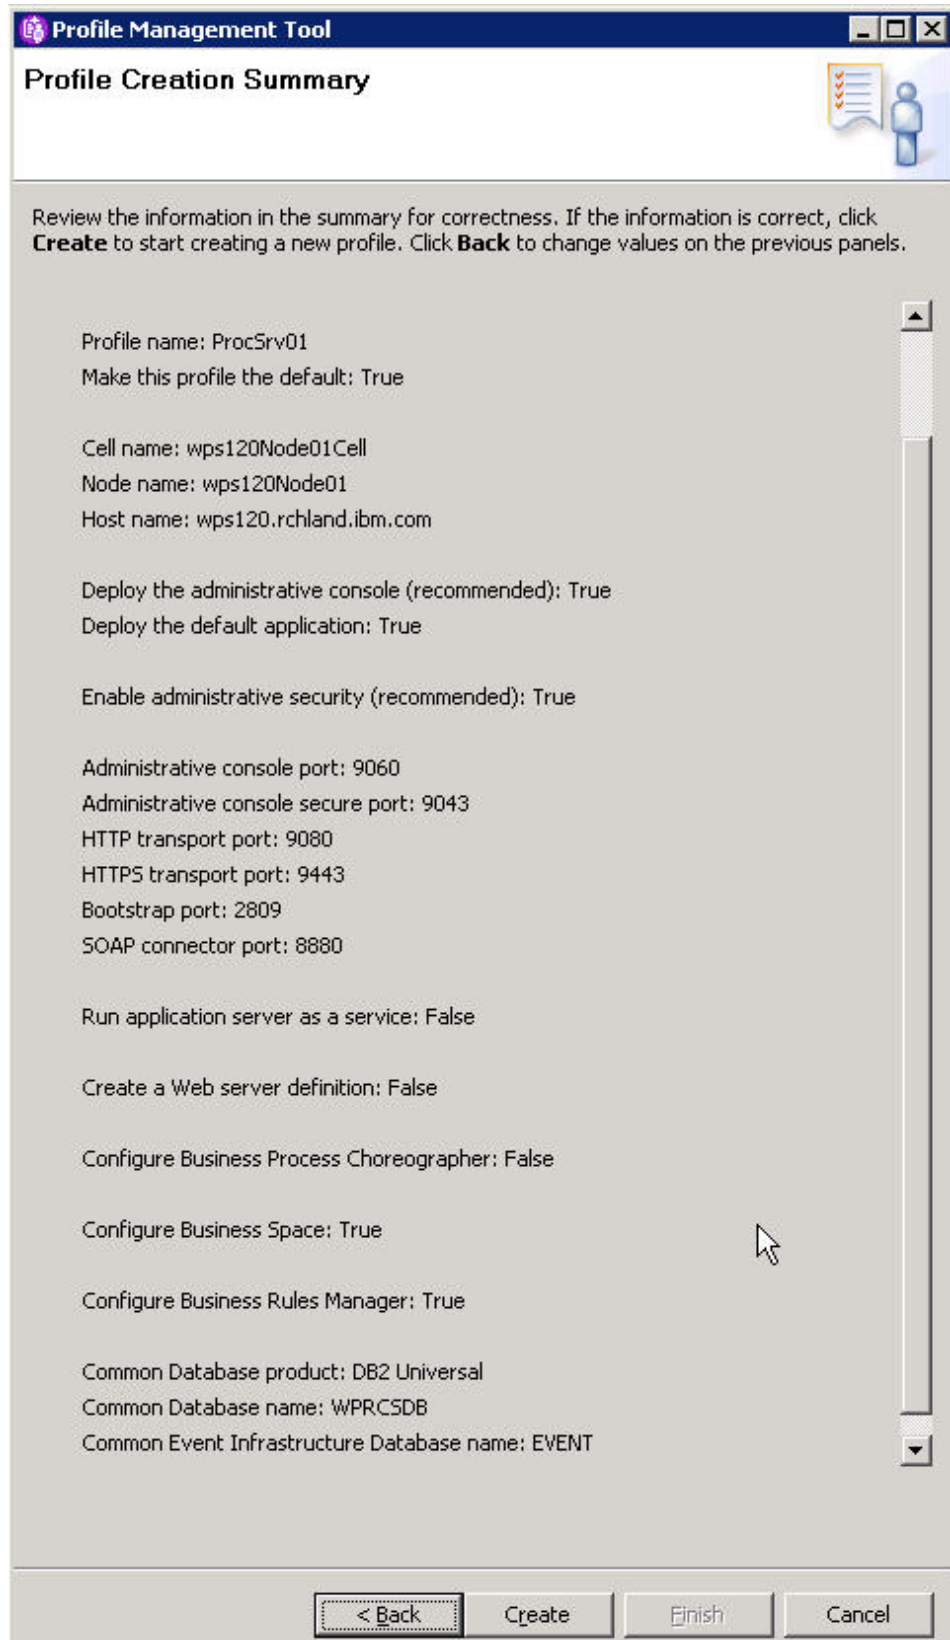 Profile Management Tool
Profile Creation Summary
Review the information in the summary for correctness. If the information is correct, click
Create to start creating a new profile. Click Back to change values on the previous panels.
Profile name: ProcSrv01
Make this profile the default: True
Cell name: wps120Node01Cell
Node name: wps120Node01
Host name: wps120.rchland.ibm.com
Deploy the administrative console (recommended): True
Deploy the default application: True
Enable administrative security (recommended): True
Administrative console port: 9060
Administrative console secure port: 9043
HTTP transport port: 9080
HTTPS transport port: 9443
Bootstrap port: 2809
SOAP connector port: 8880
Run application server as a service: False
Create a Web server definition: False
Configure Business Process Choreographer: False
Configure Business Space: True
Configure Business Rules Manager: True
Common Database product: DB2 Universal
Common Database name: WPRCSDB
Common Event Infrastructure Database name: EVENT
< Back Create Finish Cancel